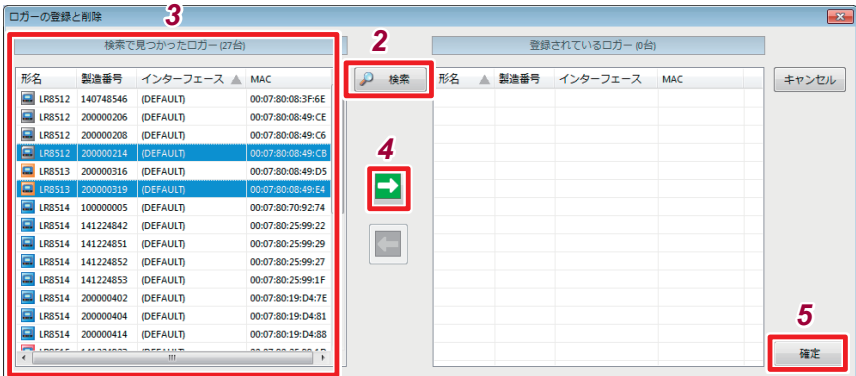 ロガーの登録と削除
3
検索で見つかったロガー (27台)
2
登録されているロガー (0台)
形名 製造番号 インターフェース MAC
検索
形名 製造番号 インターフェース MAC
キャンセル
LR8512 140748546 (DEFAULT) 00:07:80:08:3F:6E
LR8512 200000206 (DEFAULT) 00:07:80:08:49:CE
LR8512 200000208 (DEFAULT) 00:07:80:08:49:C6
LR8512 200000214 (DEFAULT) 00:07:80:08:49:CB
LR8513 200000316 (DEFAULT) 00:07:80:08:49:D5
LR8513 200000319 (DEFAULT) 00:07:80:08:49:E4
LR8514 100000005 (DEFAULT) 00:07:80:70:92:74
LR8514 141224842 (DEFAULT) 00:07:80:25:99:22
LR8514 141224851 (DEFAULT) 00:07:80:25:99:29
LR8514 141224852 (DEFAULT) 00:07:80:25:99:27
LR8514 141224853 (DEFAULT) 00:07:80:25:99:1F
LR8514 200000402 (DEFAULT) 00:07:80:19:D4:7E
LR8514 200000404 (DEFAULT) 00:07:80:19:D4:81
LR8514 200000414 (DEFAULT) 00:07:80:19:D4:88
4
5
確定